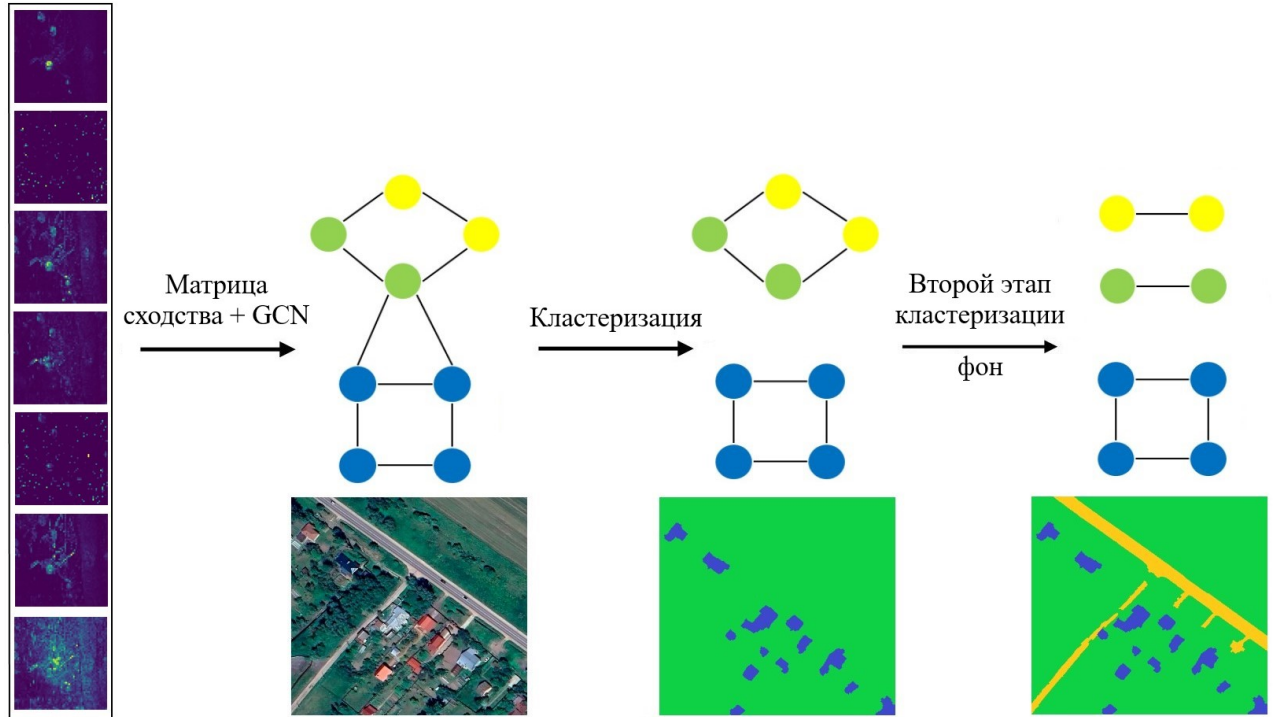 Матрица
сходства + GCN
Кластеризация
Второй этап
кластеризации
фон